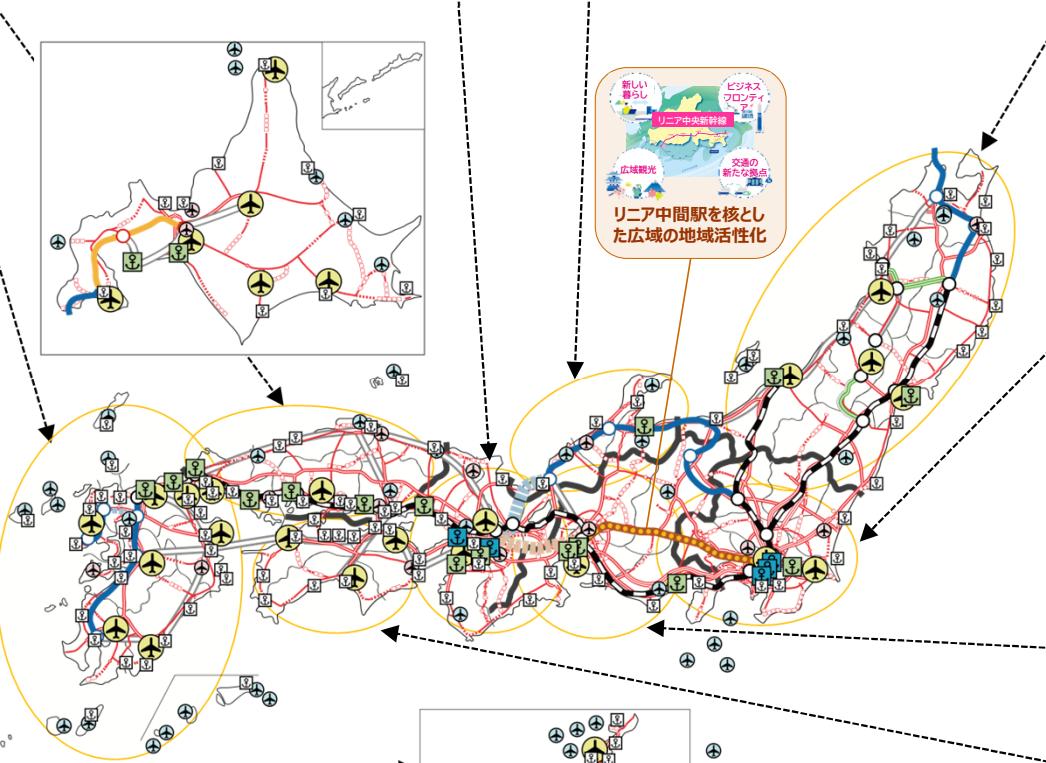 新しい
暮らし
ビジネス
フロンティ
ア
リニア中央新幹線
広域観光
交通の
新たな拠点
リニア中間駅を核とし
た広域の地域活性化